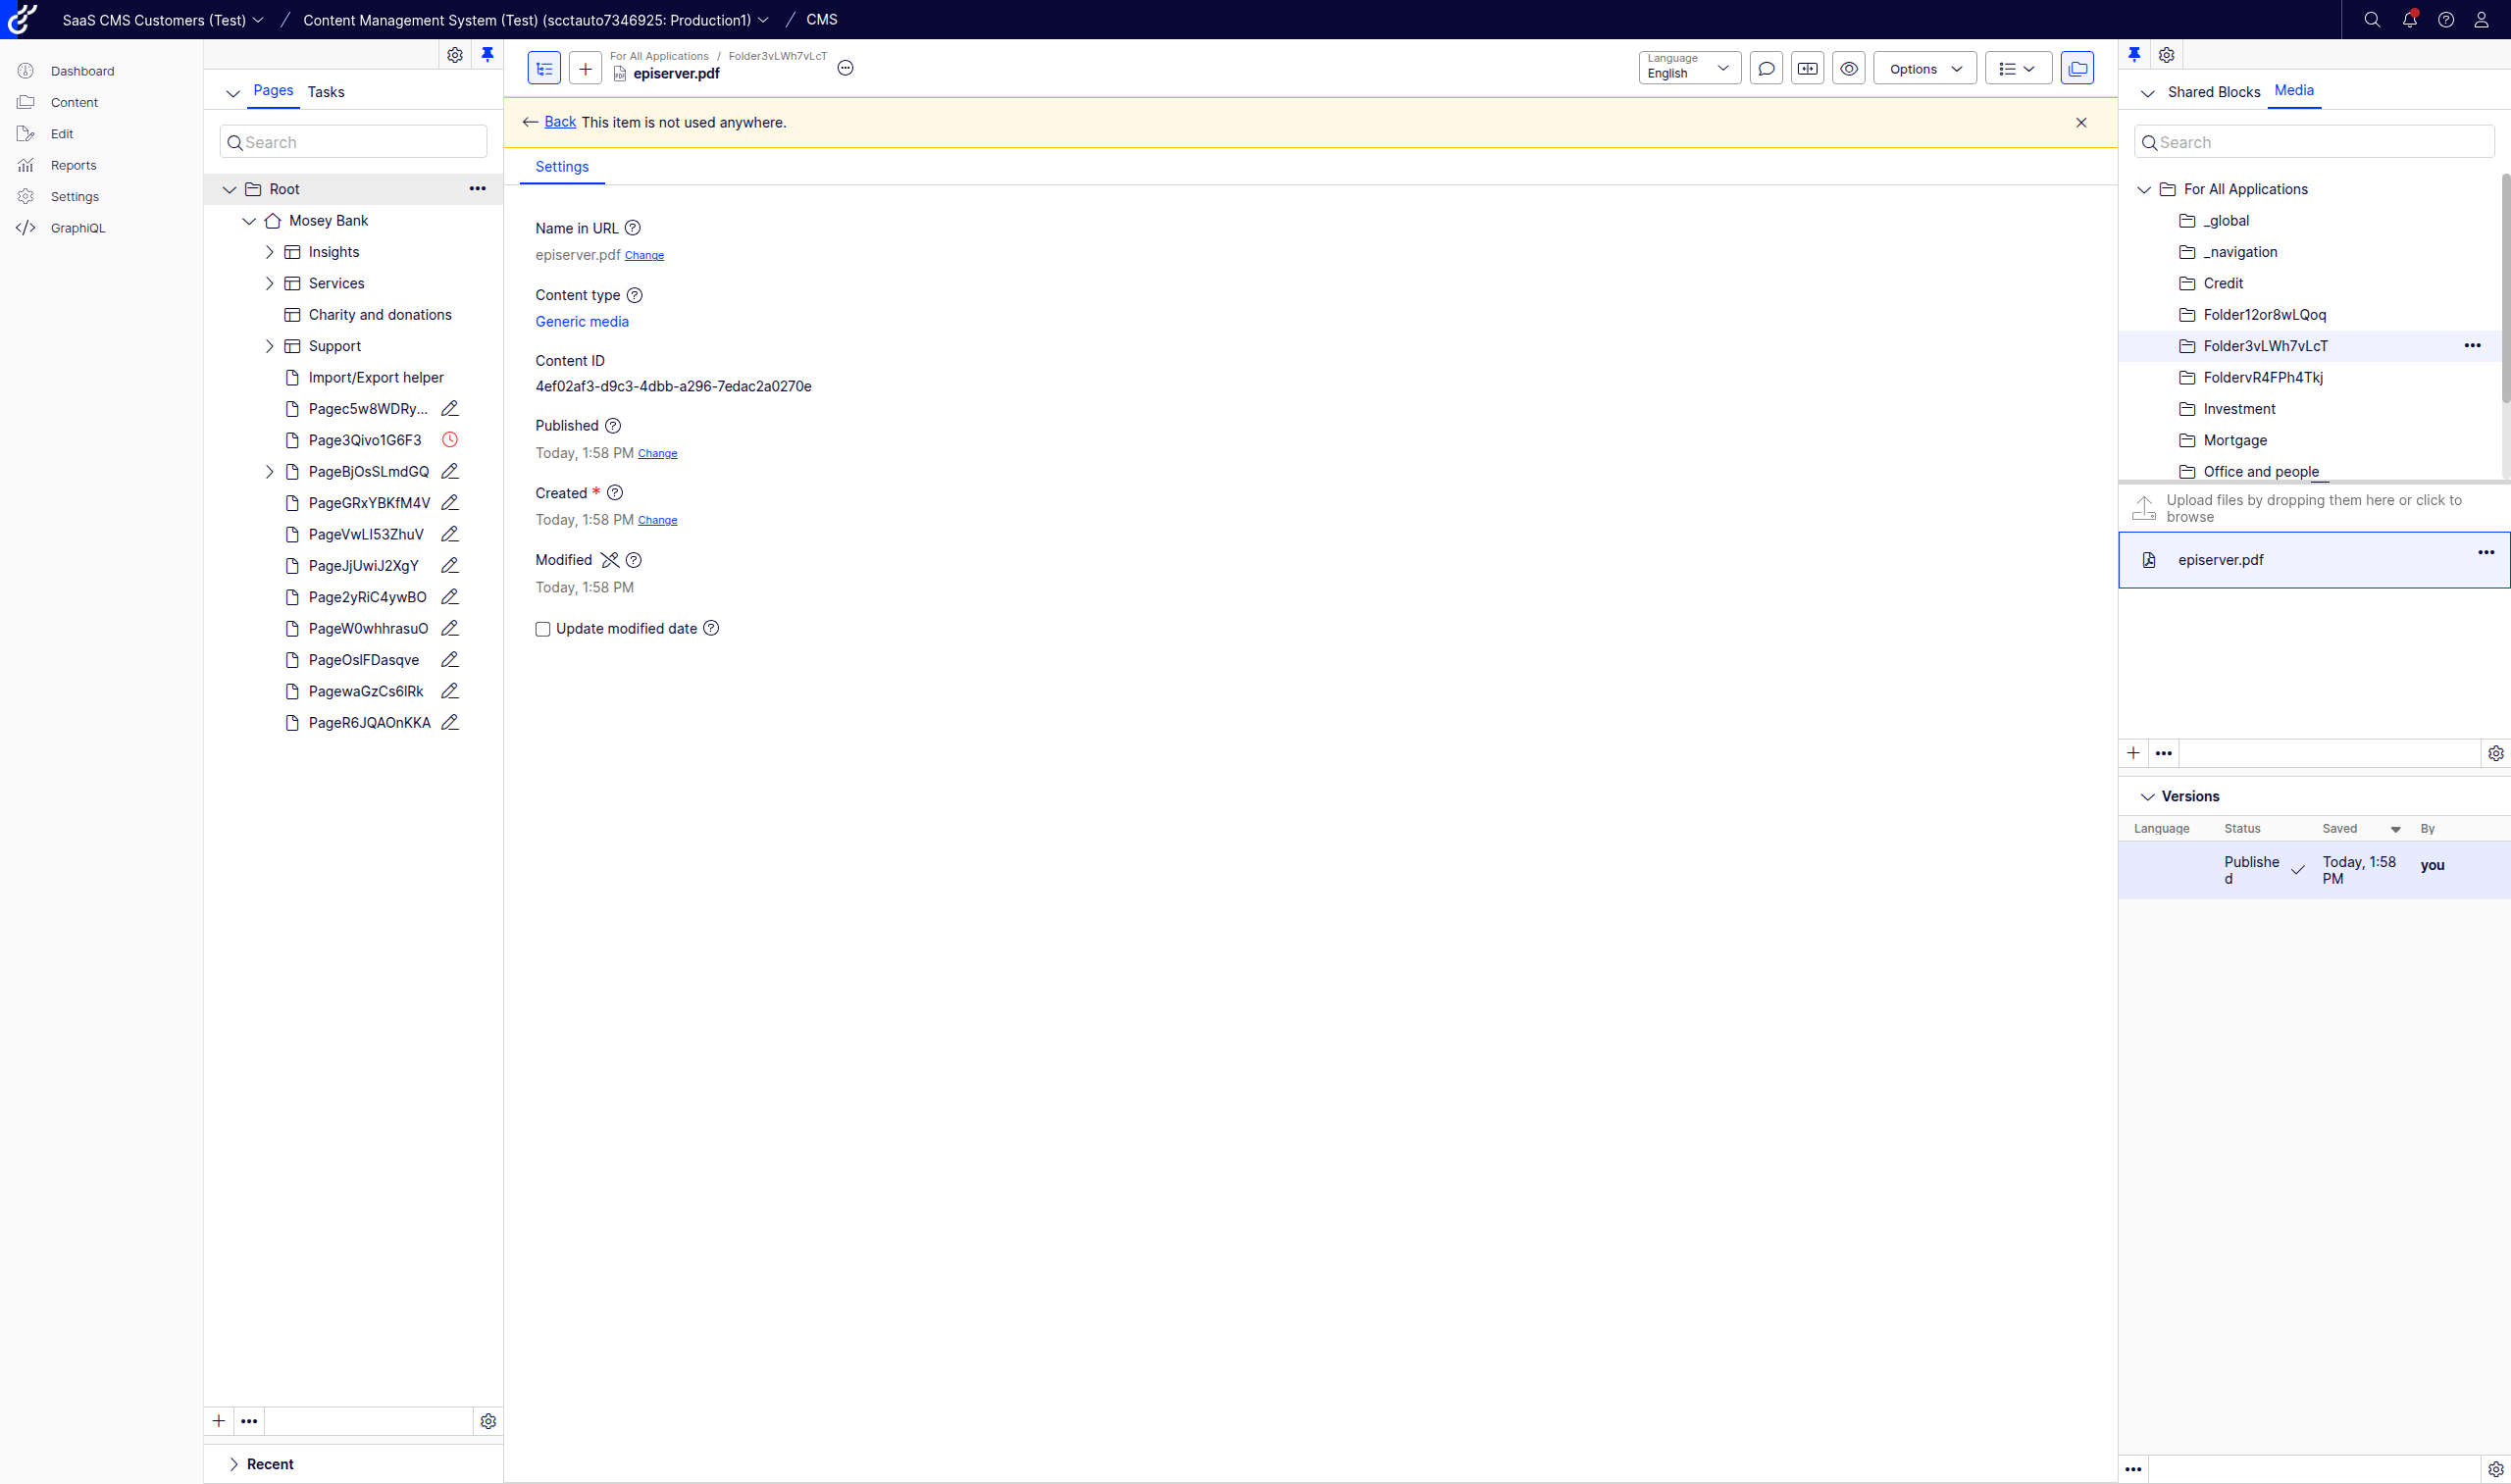 SaaS CMS Customers (Test)
Content Management System (Test) (scctauto7346925: Production1)
CMS
Dashboard
Content
Edit
Reports
Settings
GraphiQL
Pages
Tasks
Search
Root
Mosey Bank
Insights
Services
Charity and donations
Support
Import/Export helper
Pagec5w8WDRy...
Page3Qivo1G6F3
PageBjOsSLmdGQ
PageGRxYBKfM4V
PageVwLI53ZhuV
PageJjUwiJ2XgY
Page2yRiC4ywBO
PageW0whhrasuO
PageOsIFDasqve
PagewaGzCs6IRk
PageR6JQAOnKKA
Recent
For All Applications / Folder3vLWh7vLcT
episerver.pdf
Language
English
Options
Back This item is not used anywhere.
Settings
Name in URL
episerver.pdf Change
Content type
Generic media
Content ID
4ef02af3-d9c3-4dbb-a296-7edac2a0270e
Published
Today, 1:58 PM Change
Created *
Today, 1:58 PM Change
Modified
Today, 1:58 PM
Update modified date
Shared Blocks
Media
Search
For All Applications
_global
_navigation
Credit
Folder12or8wLQoq
Folder3vLWh7vLcT
FoldervR4FPh4Tkj
Investment
Mortgage
Office and people
Upload files by dropping them here or click to
browse
episerver.pdf
Versions
Language Status Saved By
Publishe
d
Today, 1:58
PM
you